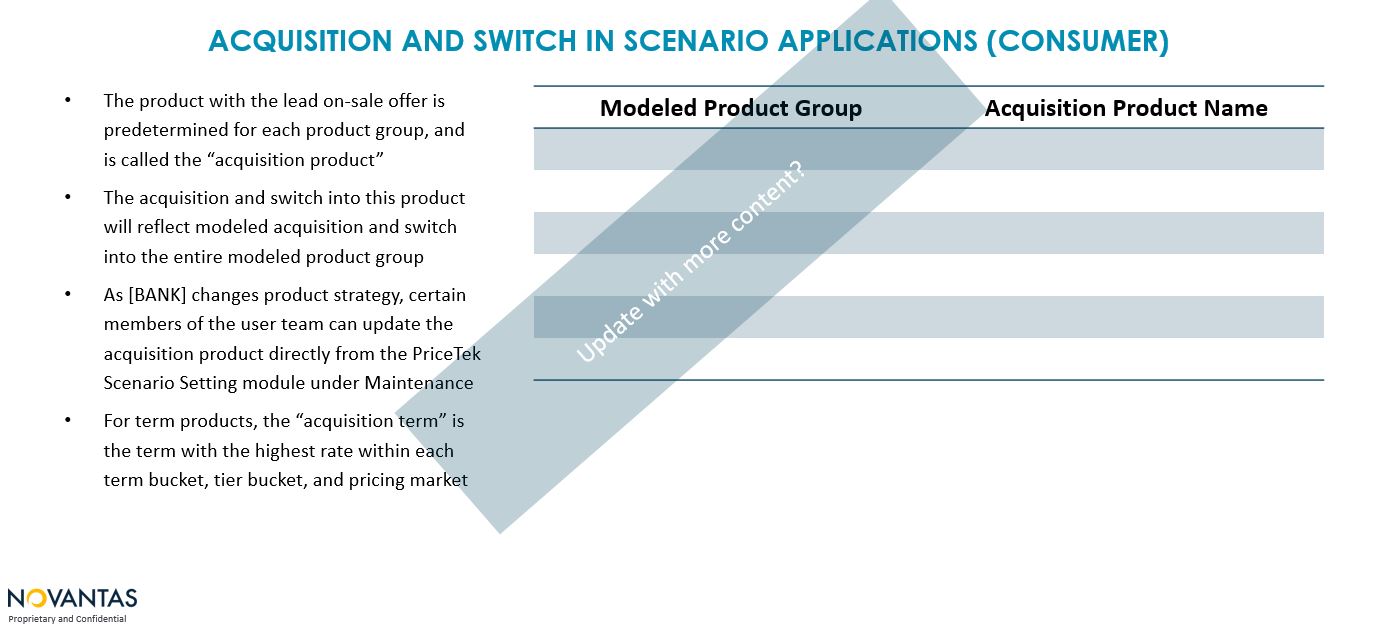 ACQUISITION AND SWITCH IN SCENARIO APPLICATIONS (CONSUMER)
• The product with the lead on-sale offer is
predetermined for each product group, and
is called the “acquisition product”
• The acquisition and switch into this product
will reflect modeled acquisition and switch
into the entire modeled product group
• As [BANK] changes product strategy, certain
members of the user team can update the
acquisition product directly from the PriceTek
Scenario Setting module under Maintenance
• For term products, the “acquisition term” is
the term with the highest rate within each
term bucket, tier bucket, and pricing market
Modeled Product Group Acquisition Product Name
Update with more content?
NOVANTAS
Proprietary and Confidential